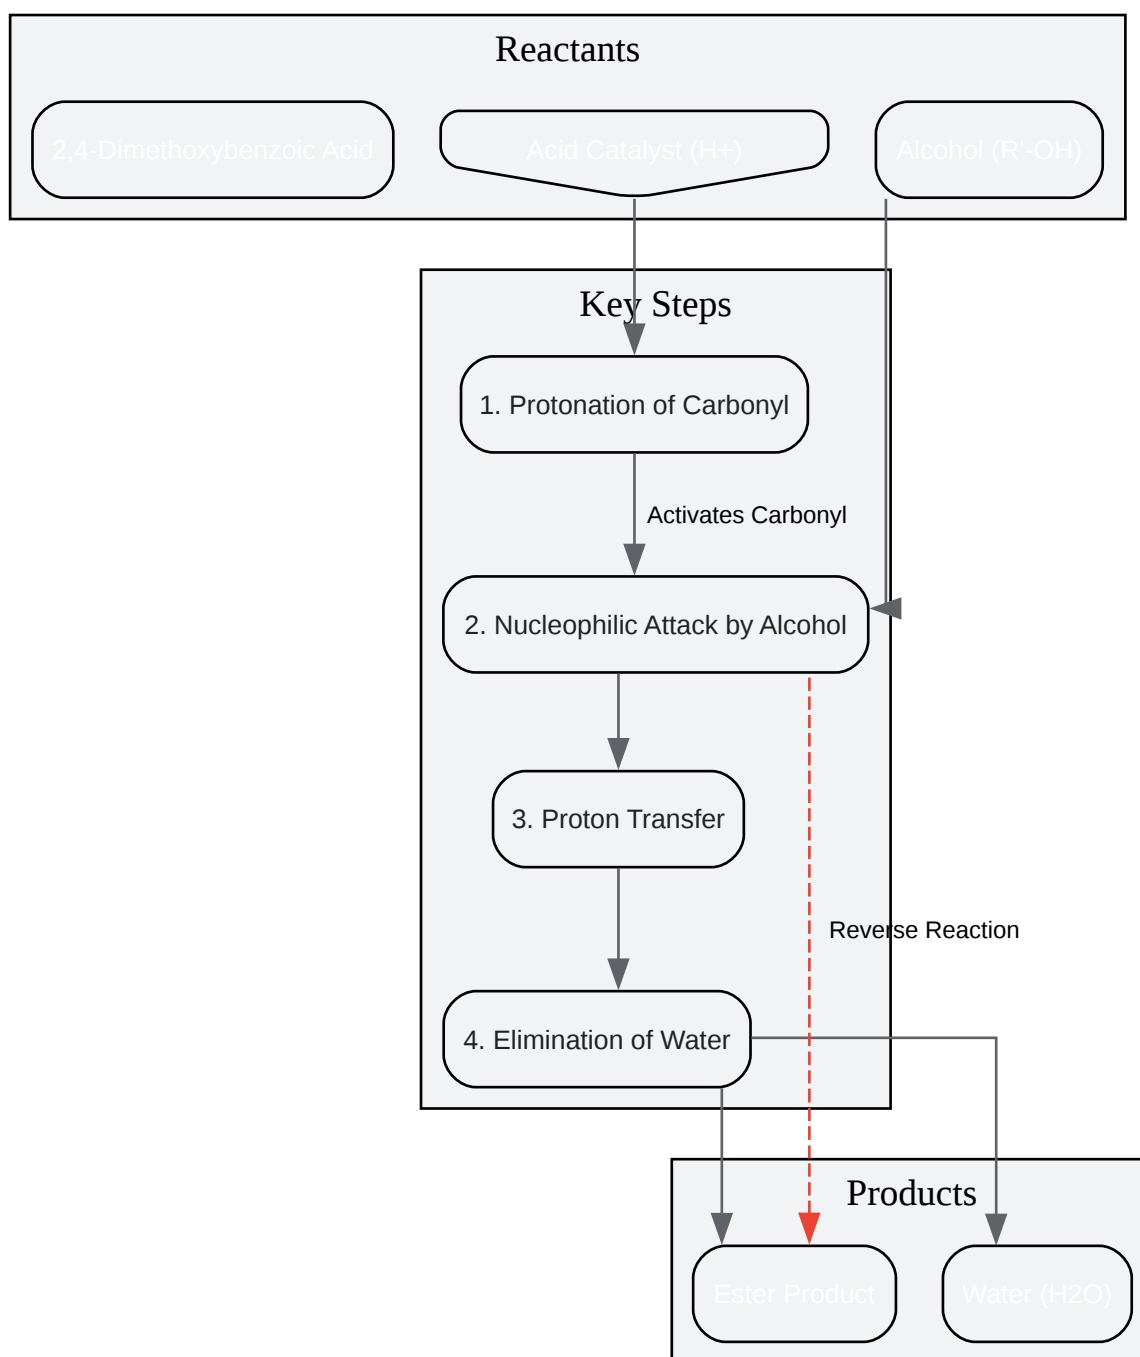 Reactants
2,4-Dimethoxybenzoic Acid
Acid Catalyst (H+)
Alcohol (R'-OH)
Key Steps
1. Protonation of Carbonyl
Activates Carbonyl
2. Nucleophilic Attack by Alcohol
3. Proton Transfer
Reverse Reaction
4. Elimination of Water
Products
Ester Product
Water (H2O)